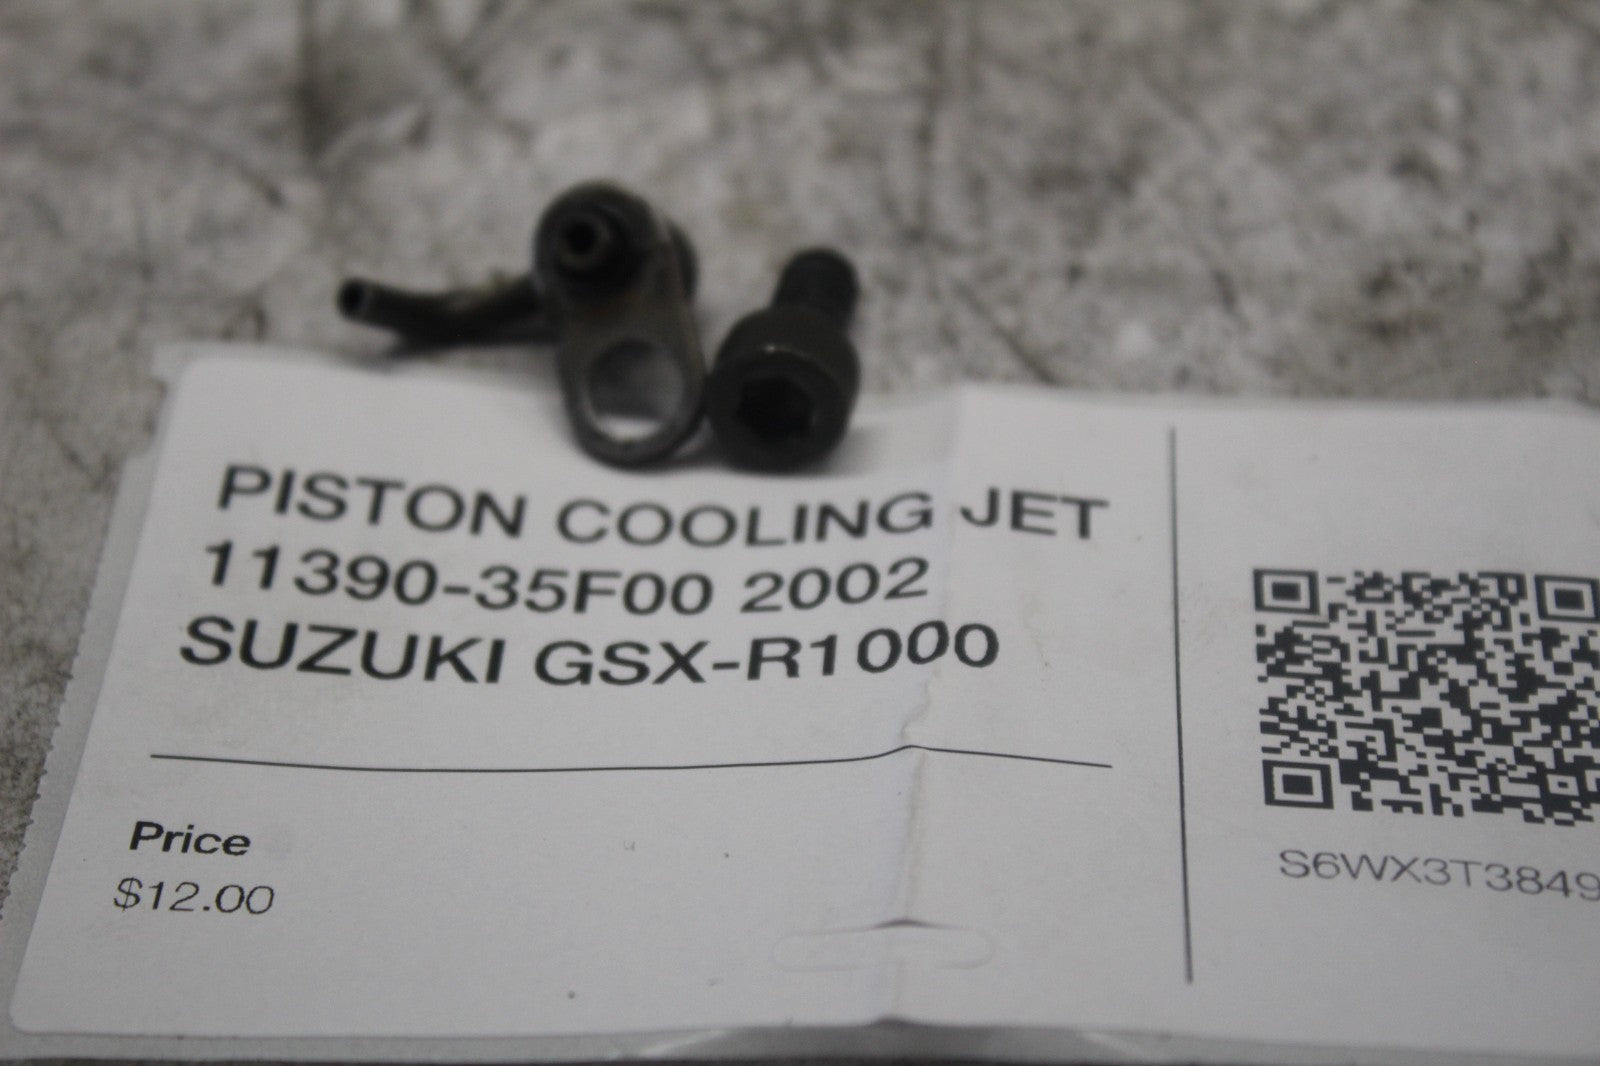 PISTON COOLING JET
11390-35F00 2002
SUZUKI GSX-R1000
Price
$12.00
S6WX3T3849